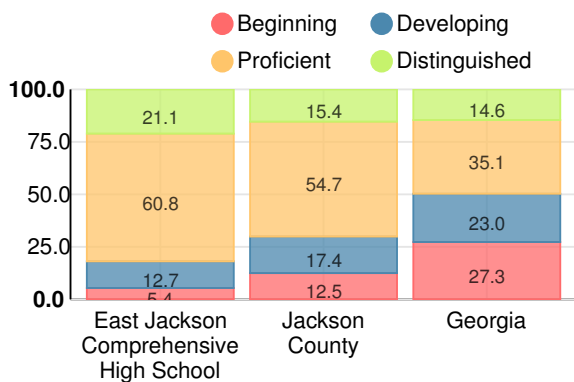 Beginning
Developing
Proficient
Distinguished
100.0
75.0
50.0
25.0
0.0
21.1
60.8
12.7
5.4
15.4
54.7
17.4
12.5
14.6
35.1
23.0
27.3
East Jackson
Comprehensive
High School
Jackson
County
Georgia